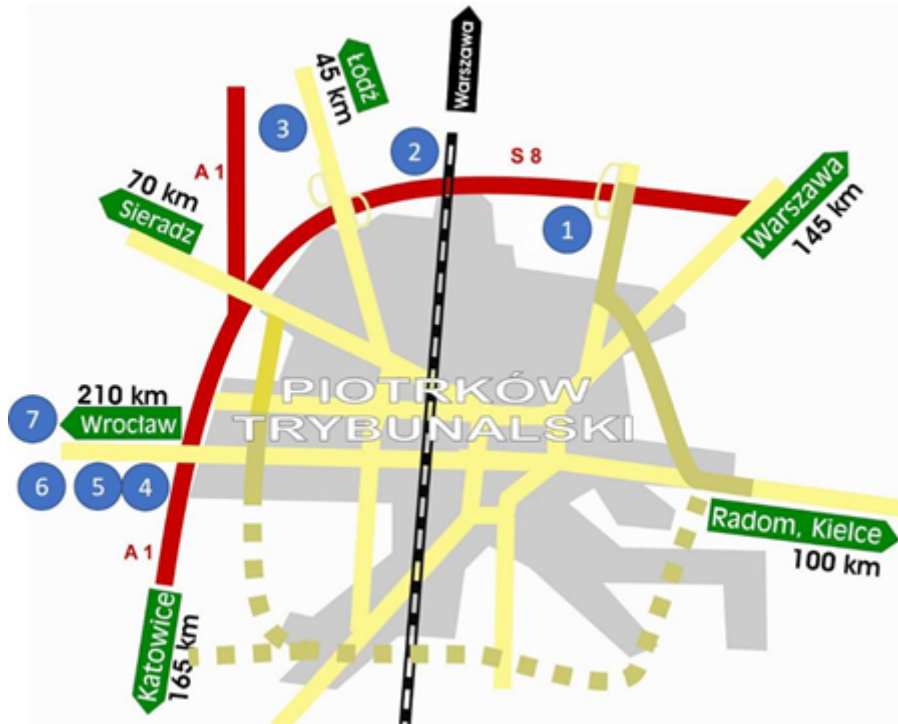 Warszawa
Łódź
45 km
3
2
A 1
S 8
70 km
Sieradz
1
Warszawa
145 km
PIOTRKÓW
TRYBUNALSKI
210 km
7
Wrocław
6
5
4
A 1
Radom, Kielce
100 km
Katowice
165 km